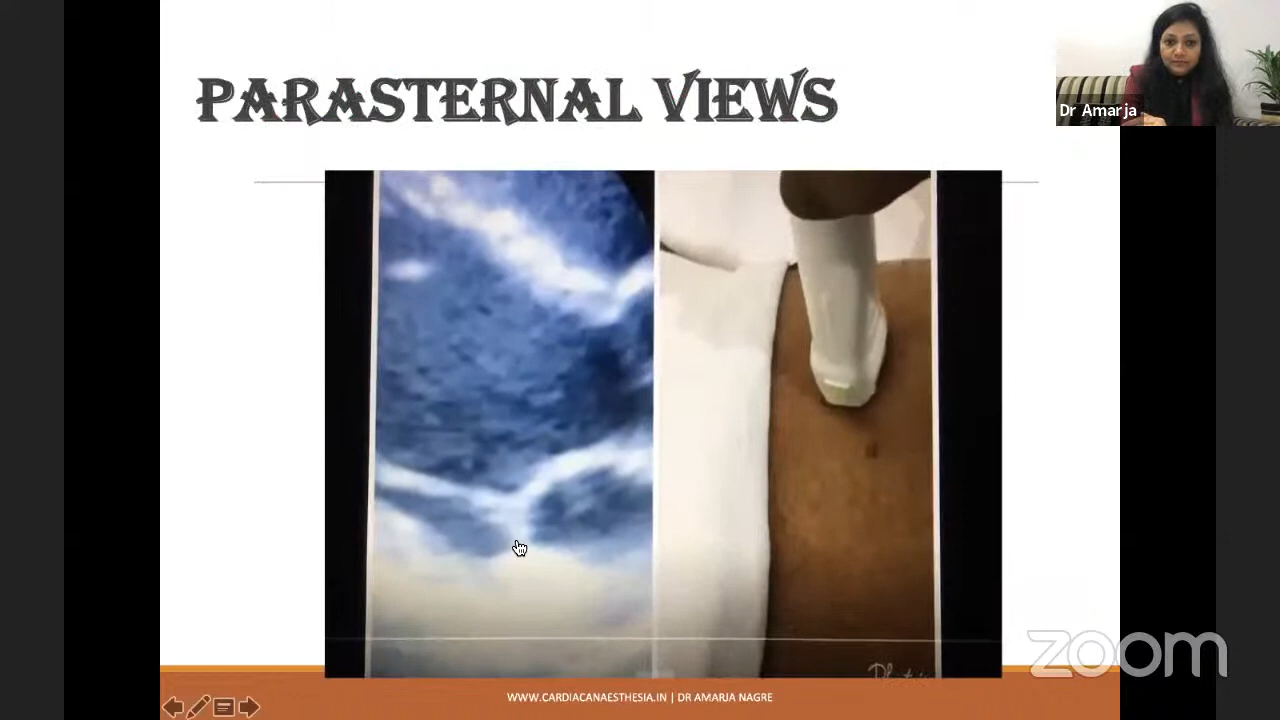 PARASTERNAL VIEWS
Dr Amarja
zoom
WWW.CARDIACANAESTHESIA.IN | DR AMARJA NAGRE